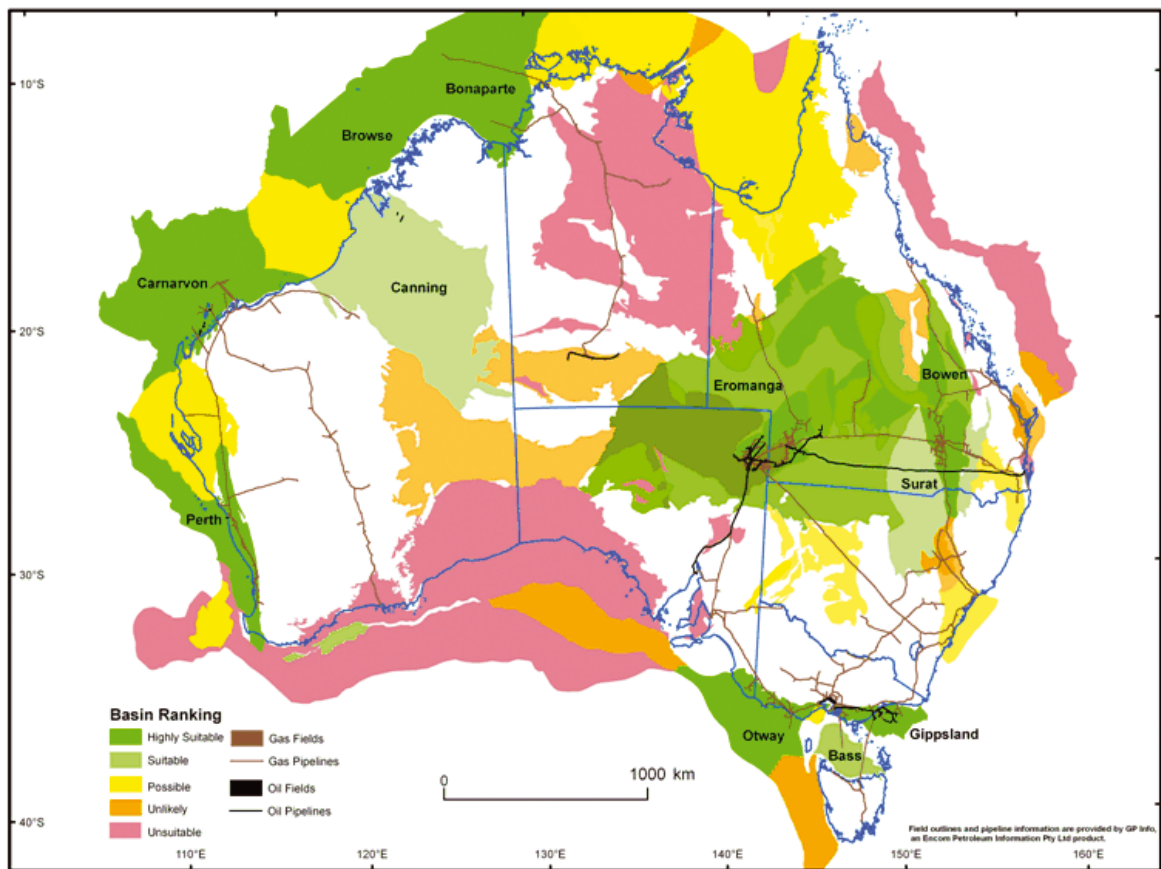 Bonaparte
10°S
Browse
Carnarvon
Canning
20°S
Eromanga
Bowen
Surat
Perth
30°S
Basin Ranking
Highly Suitable
Gas Fields
Suitable
Gas Pipelines
Possible
Oil Fields
Unlikely
Oil Pipelines
Unsuitable
0
1000 km
Otway
Gippsland
Bass
40°S
Field outlines and pipeline information are provided by GP Info,
an Encom Petroleum Information Pty Ltd product.
110°E
120°E
130°E
140°E
150°E
160°E